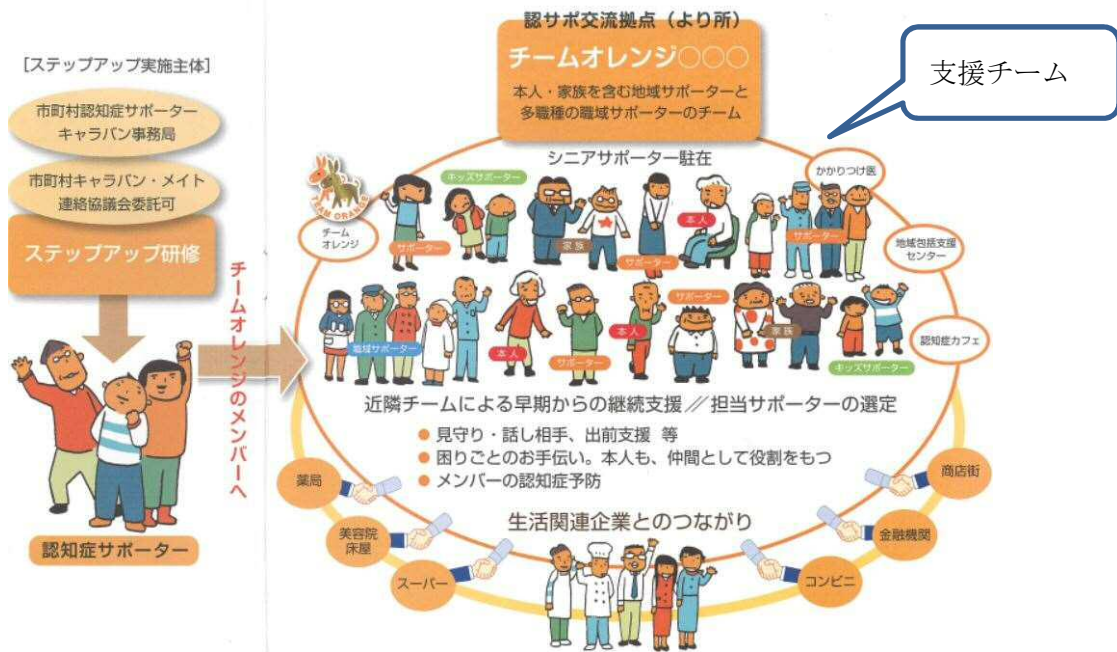 [ステップアップ実施主体]
市町村認知症サポーター
キャラバン事務局
市町村キャラバン・メイト
連絡協議会委託可
ステップアップ研修
認知症サポーター
チームオレンジのメンバーへ
認サポ交流拠点（より所）
チームオレンジ○○○
本人・家族を含む地域サポーターと
多職種の職域サポーターのチーム
支援チーム
シニアサポーター駐在
TEAM ORANGE
チーム
オレンジ
かかりつけ医
地域包括支援
センター
認知症カフェ
サポーター
キッズサポーター
家族
サポーター
本人
サポーター
職域サポーター
本人
サポーター
本人
サポーター
家族
キッズサポーター
近隣チームによる早期からの継続支援//担当サポーターの選定
● 見守り・話し相手、出前支援 等
● 困りごとのお手伝い。本人も、仲間として役割をもつ
● メンバーの認知症予防
生活関連企業とのつながり
薬局
美容院
床屋
スーパー
コンビニ
金融機関
商店街